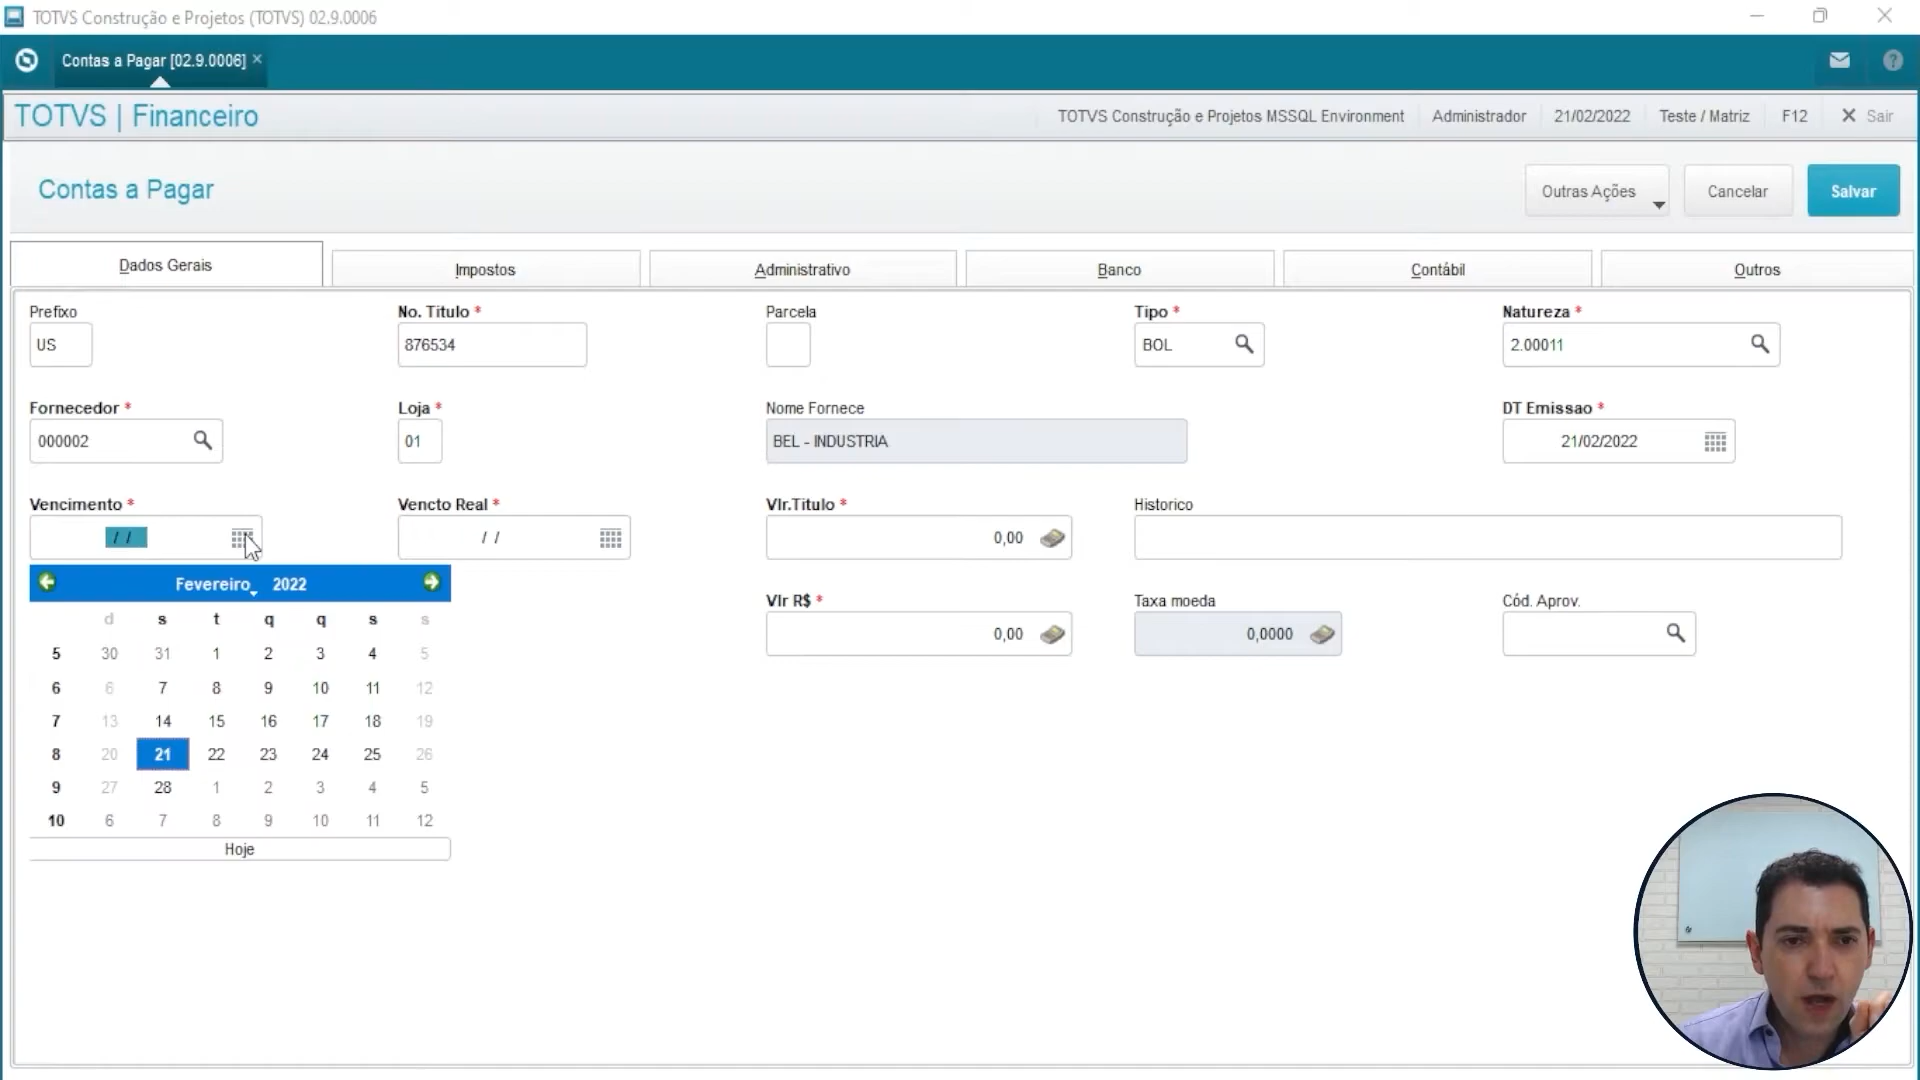 TOTVS Construção e Projetos (TOTVS) 02.9.0006
Contas a Pagar [02.9.0006]
TOTVS | Financeiro
TOTVS Construção e Projetos MSSQL Environment
Administrador
21/02/2022
Teste / Matriz
F12
Sair
Contas a Pagar
Outras Ações
Cancelar
Salvar
Dados Gerais
Impostos
Administrativo
Banco
Contábil
Outros
Prefixo
No. Titulo *
Parcela
Tipo *
Natureza *
US
876534
BOL
2.00011
Fornecedor *
Loja *
Nome Fornece
DT Emissao *
000002
01
BEL - INDUSTRIA
21/02/2022
Vencimento *
Vencto Real *
Vlr.Titulo *
Historico
/ /
/ /
0,00
Vlr R$ *
Taxa moeda
Cód. Aprov.
0,00
0,0000
Fevereiro 2022
d s t q q s s
5 30 31 1 2 3 4 5
6 6 7 8 9 10 11 12
7 13 14 15 16 17 18 19
8 20 21 22 23 24 25 26
9 27 28 1 2 3 4 5
10 6 7 8 9 10 11 12
Hoje